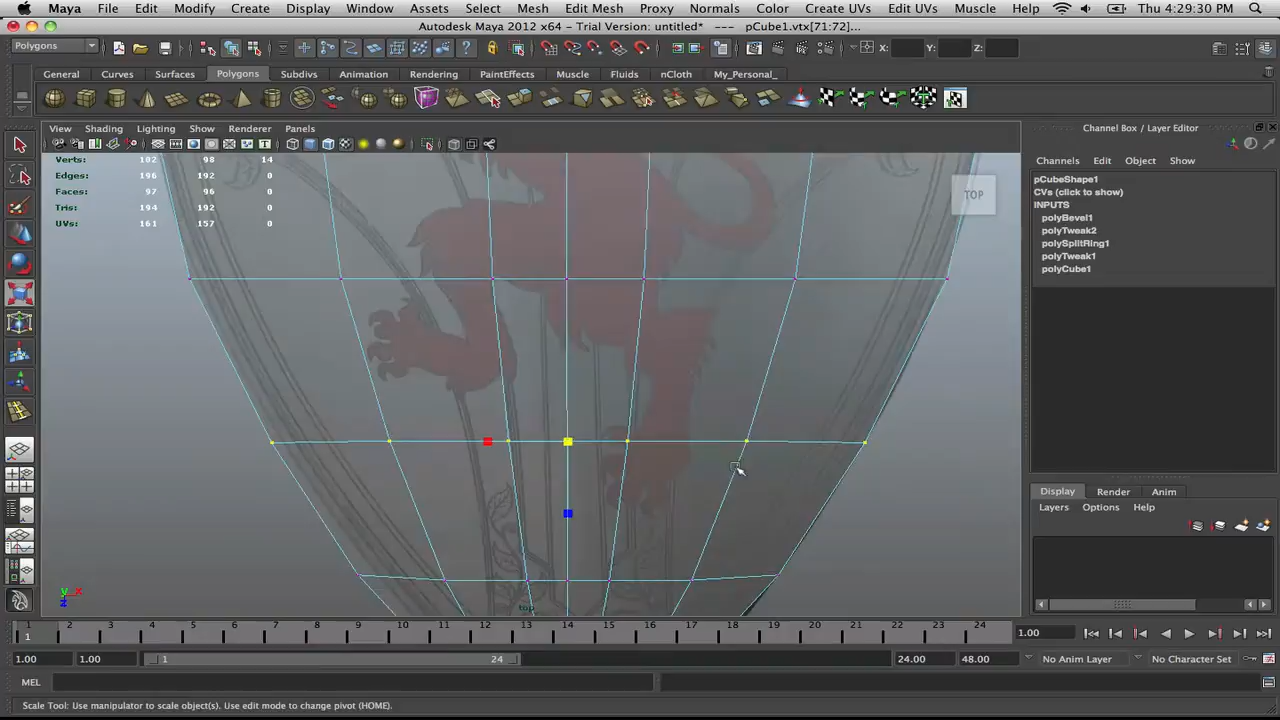 Maya File Edit Modify Create Display Window Assets Select Mesh Edit Mesh Proxy Normals Color Create UVs Edit UVs Muscle Help Thu 4:29:30 PM
Autodesk Maya 2012 x64 - Trial Version: untitled* --- pCube1.vtx[71:72]...
Polygons X: Y: Z:
General Curves Surfaces Polygons Subdivs Animation Rendering PaintEffects Muscle Fluids nCloth My_Personal_
View Shading Lighting Show Renderer Panels
Channel Box / Layer Editor
Verts: 102 98 14
Edges: 196 192 0
Faces: 97 96 0
Tris: 194 192 0
UVs: 161 157 0
TOP
Channels Edit Object Show
pCubeShape1
CVs (click to show)
INPUTS
polyBevel1
polyTweak2
polySplitRing1
polyTweak1
polyCube1
Display Render Anim
Layers Options Help
y x
z
top
1 2 3 4 5 6 7 8 9 10 11 12 13 14 15 16 17 18 19 20 21 22 23 24
1 1.00
1.00 1.00 1 24 24.00 48.00 No Anim Layer No Character Set
MEL
Scale Tool: Use manipulator to scale object(s). Use edit mode to change pivot (HOME).